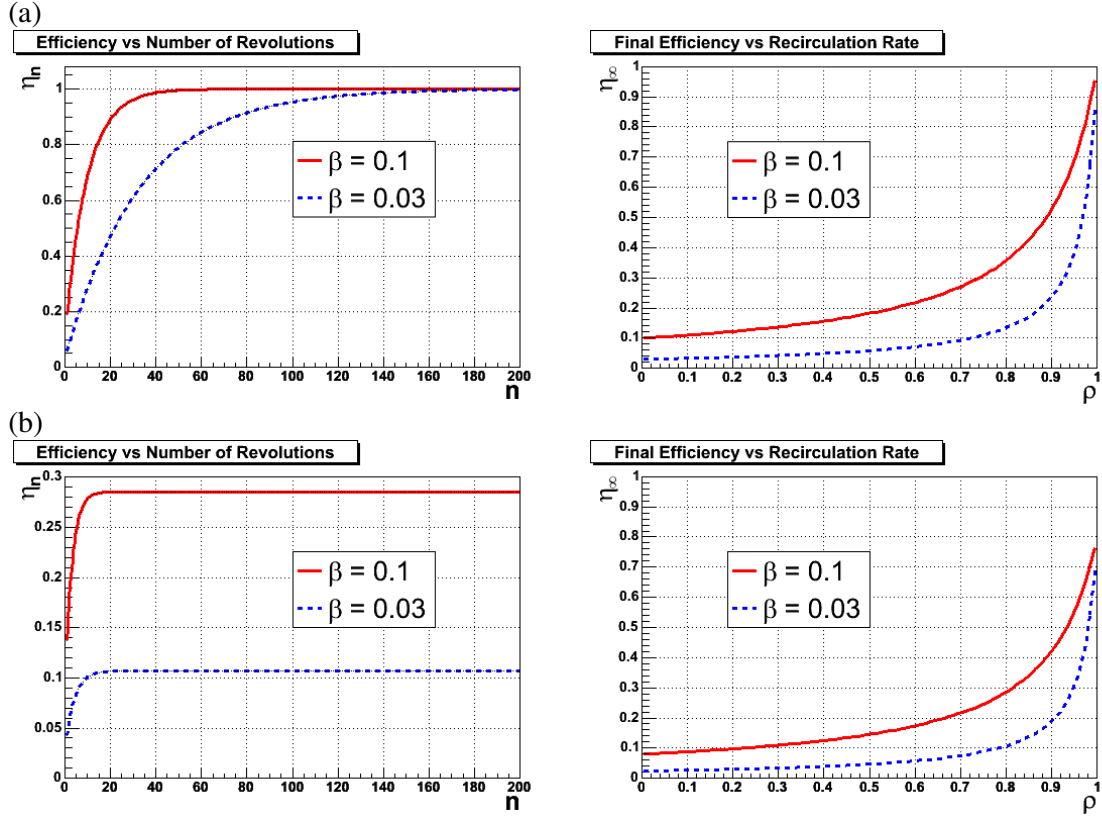 (a)
Efficiency vs Number of Revolutions
ηn
1
0.8
0.6
0.4
0.2
0
β = 0.1
β = 0.03
0 20 40 60 80 100 120 140 160 180 200
n
Final Efficiency vs Recirculation Rate
η∞
1
0.9
0.8
0.7
0.6
0.5
0.4
0.3
0.2
0.1
0
β = 0.1
β = 0.03
0 0.1 0.2 0.3 0.4 0.5 0.6 0.7 0.8 0.9 1
ρ
(b)
Efficiency vs Number of Revolutions
ηn
0.3
0.25
0.2
0.15
0.1
0.05
0
β = 0.1
β = 0.03
0 20 40 60 80 100 120 140 160 180 200
n
Final Efficiency vs Recirculation Rate
η∞
1
0.9
0.8
0.7
0.6
0.5
0.4
0.3
0.2
0.1
0
β = 0.1
β = 0.03
0 0.1 0.2 0.3 0.4 0.5 0.6 0.7 0.8 0.9 1
ρ